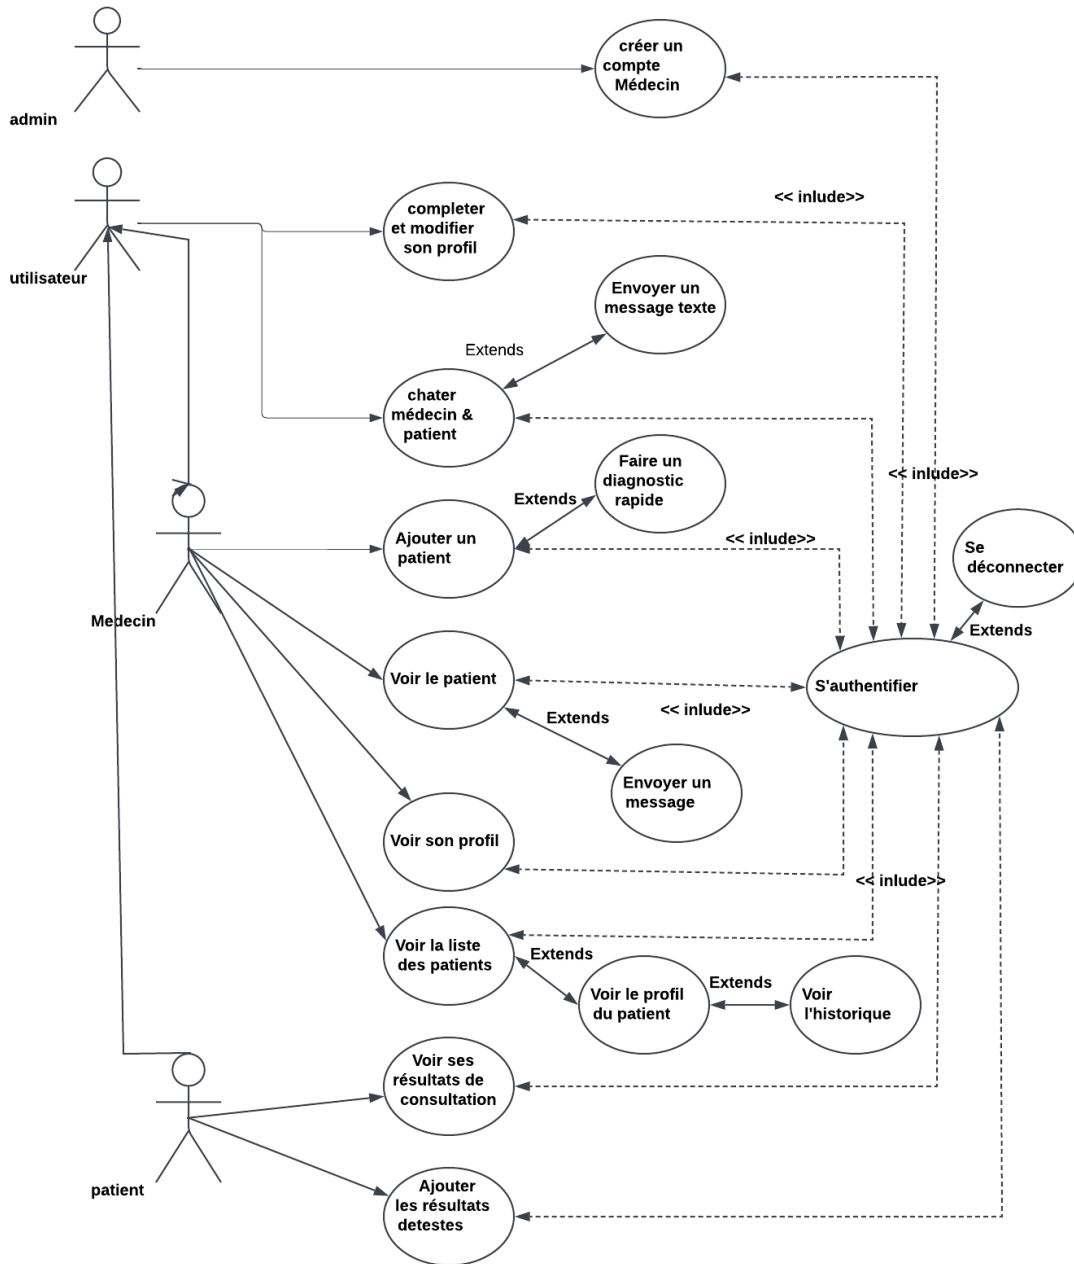 créer un
compte
Médecin
admin
<< inlude>>
completer
et modifier
son profil
utilisateur
Envoyer un
message texte
Extends
chater
médecin &
patient
<< inlude>>
Faire un
diagnostic
rapide
Extends
Ajouter un
patient
<< inlude>>
Se
déconnecter
Extends
Medecin
Voir le patient
S'authentifier
<< inlude>>
Extends
Envoyer un
message
Voir son profil
<< inlude>>
Voir la liste
des patients
Extends
Voir le profil
du patient
Extends
Voir
l'historique
Voir ses
résultats de
consultation
patient
Ajouter
les résultats
detestes